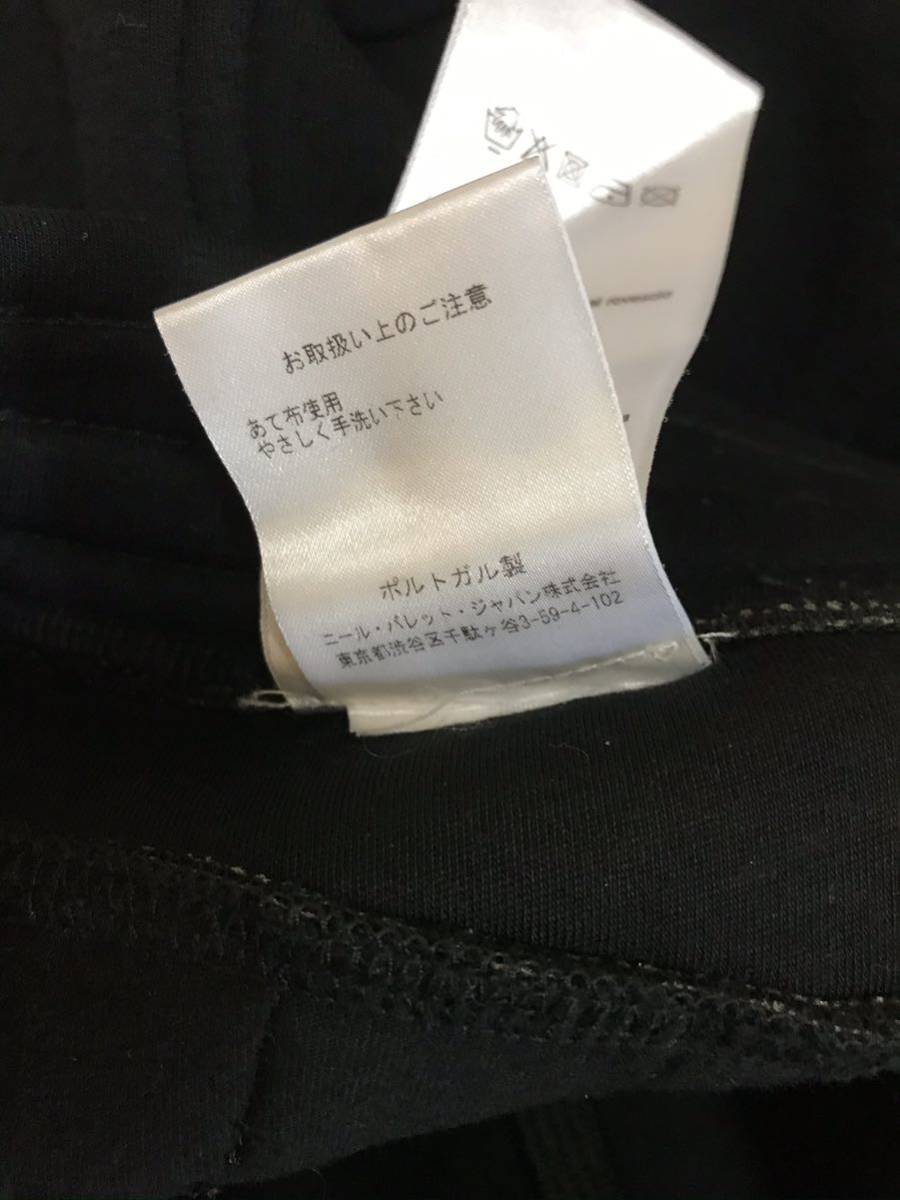 お取扱い上のご注意
あて布使用
やさしく手洗い下さい
ポルトガル製
ニール・バレット・ジャパン株式会社
東京都渋谷区千駄ヶ谷3-59-4-102
rovescio